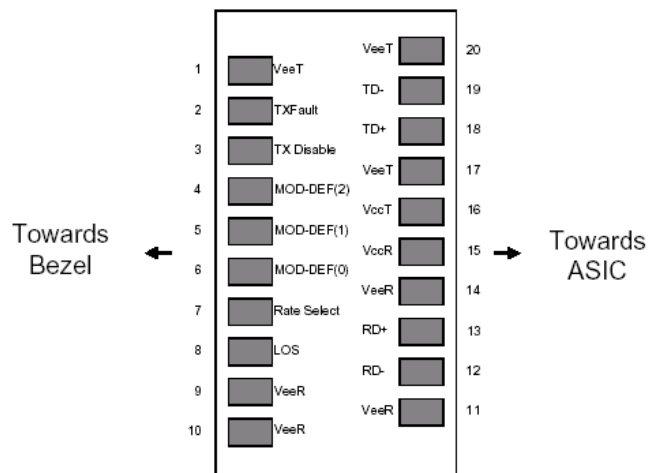 VeeT 20
1 VeeT
TD- 19
2 TXFault
TD+ 18
3 TX Disable
VeeT 17
4 MOD-DEF(2)
VccT 16
5 MOD-DEF(1)
Towards
Bezel
VccR 15
Towards
ASIC
6 MOD-DEF(0)
VeeR 14
7 Rate Select
RD+ 13
8 LOS
RD- 12
9 VeeR
VeeR 11
10 VeeR